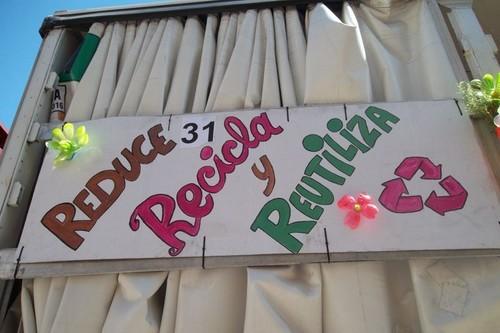 REDUCE 31 Recicla y REUTILIZA